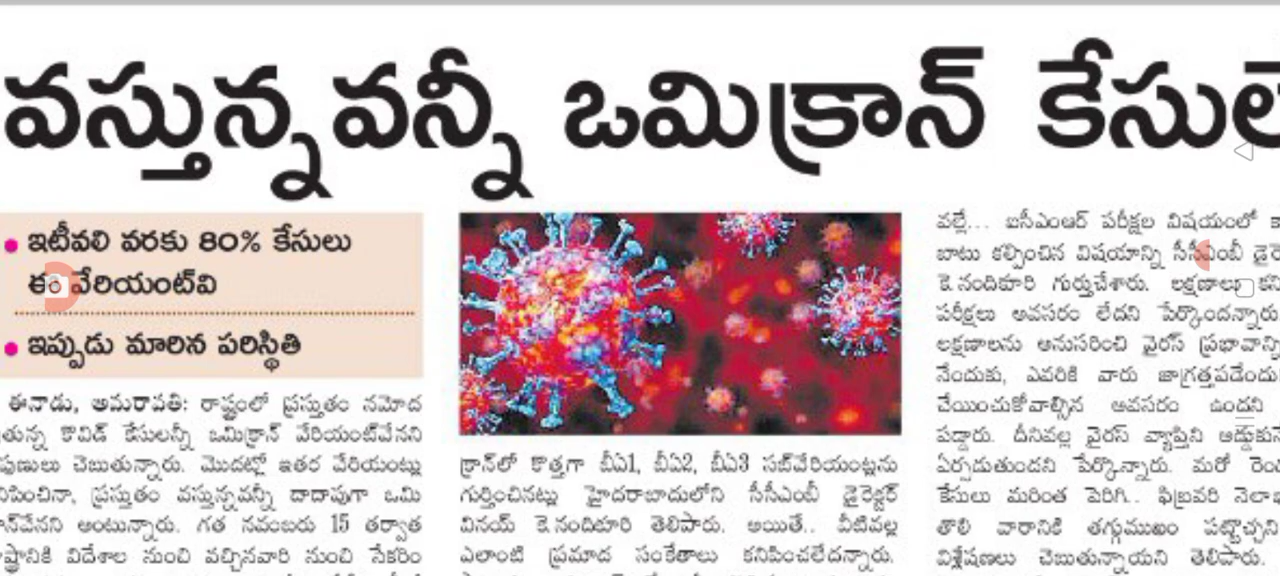 వస్తున్నవన్నీ ఒమిక్రాన్ కేసులే
ఇటీవలి వరకు 80% కేసులు
ఈ వేరియంట్‌వి
ఇప్పుడు మారిన పరిస్థితి
ఈనాడు, అమరావతి: రాష్ట్రంలో ప్రస్తుతం నమోద
తున్న కొవిడ్ కేసులన్నీ ఒమిక్రాన్ వేరియంట్‌వేనని
పుణులు చెబుతున్నారు. మొదట్లో ఇతర వేరియంట్లు
నిపించినా, ప్రస్తుతం వస్తున్నవన్నీ దాదాపుగా ఒమి
కాన్‌వేనని అంటున్నారు. గత నవంబరు 15 తర్వాత
రాష్ట్రానికి విదేశాల నుంచి వచ్చినవారి నుంచి సేకరిం
క్రాన్‌లో కొత్తగా బీఏ1, బీఏ2, బీఏ3 సబ్‌వేరియంట్లను
గుర్తించినట్లు హైదరాబాదులోని సీసీఎంబీ డైరెక్టర్
వినయ్ కె.నందికూరి తెలిపారు. అయితే.. వీటివల్ల
ఎలాంటి ప్రమాద సంకేతాలు కనిపించలేదన్నారు.
వల్లే... ఐసీఎంఆర్ పరీక్షల విషయంలో
బాటు కల్పించిన విషయాన్ని సీసీఎంబీ డైరె
కె.నందికూరి గుర్తుచేశారు. లక్షణాలు
పరీక్షలు అవసరం లేదని పేర్కొందన్నారు
లక్షణాలను అనుసరించి వైరస్ ప్రభావాన్ని
నేందుకు, ఎవరికి వారు జాగ్రత్తపడేందు
చేయించుకోవాల్సిన అవసరం ఉందని
పడ్డారు. దీనివల్ల వైరస్ వ్యాప్తిని ఆడ్డుకు
ఏర్పడుతుందని పేర్కొన్నారు. మరో రెం
కేసులు మరింత పెరిగి.. ఫిబ్రవరి నెలా
తొలి వారానికి తగ్గుముఖం పట్టొచ్చని
విశ్లేషణలు చెబుతున్నాయని తెలిపారు.